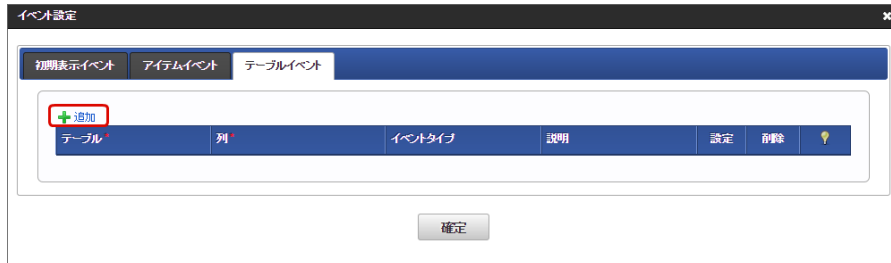 イベント設定
初期表示イベント アイテムイベント テーブルイベント
追加
テーブル* 列* イベントタイプ 説明 設定 削除
確定